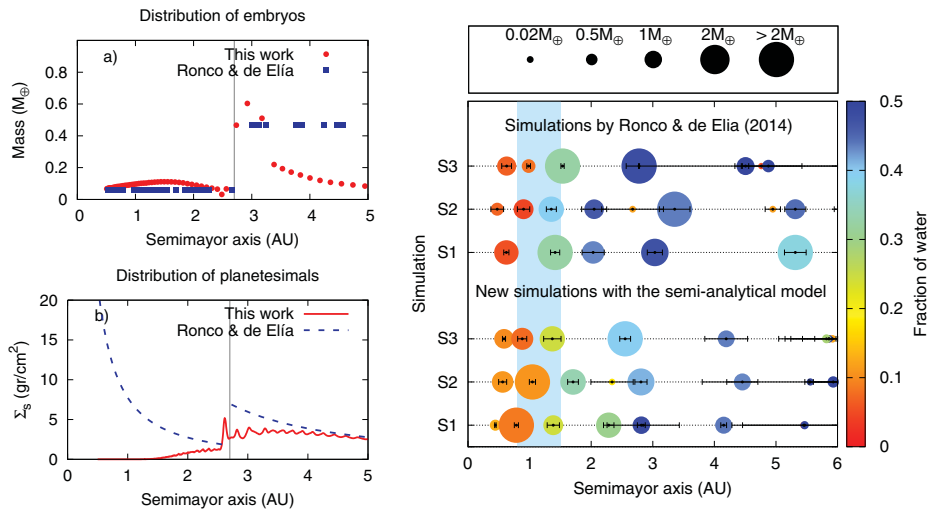 Distribution of embryos
a)
This work
Ronco & de Elía
Mass (M⊕)
0.8
0.6
0.4
0.2
0
0 1 2 3 4 5
Semimayor axis (AU)
Distribution of planetesimals
b)
This work
Ronco & de Elía
Σs (gr/cm²)
20
15
10
5
0
0 1 2 3 4 5
Semimayor axis (AU)
0.02M⊕ 0.5M⊕ 1M⊕ 2M⊕ > 2M⊕
Simulations by Ronco & de Elia (2014)
S3
S2
S1
Simulation
New simulations with the semi-analytical model
S3
S2
S1
0 1 2 3 4 5 6
Semimayor axis (AU)
0.5
0.4
0.3
0.2
0.1
0
Fraction of water